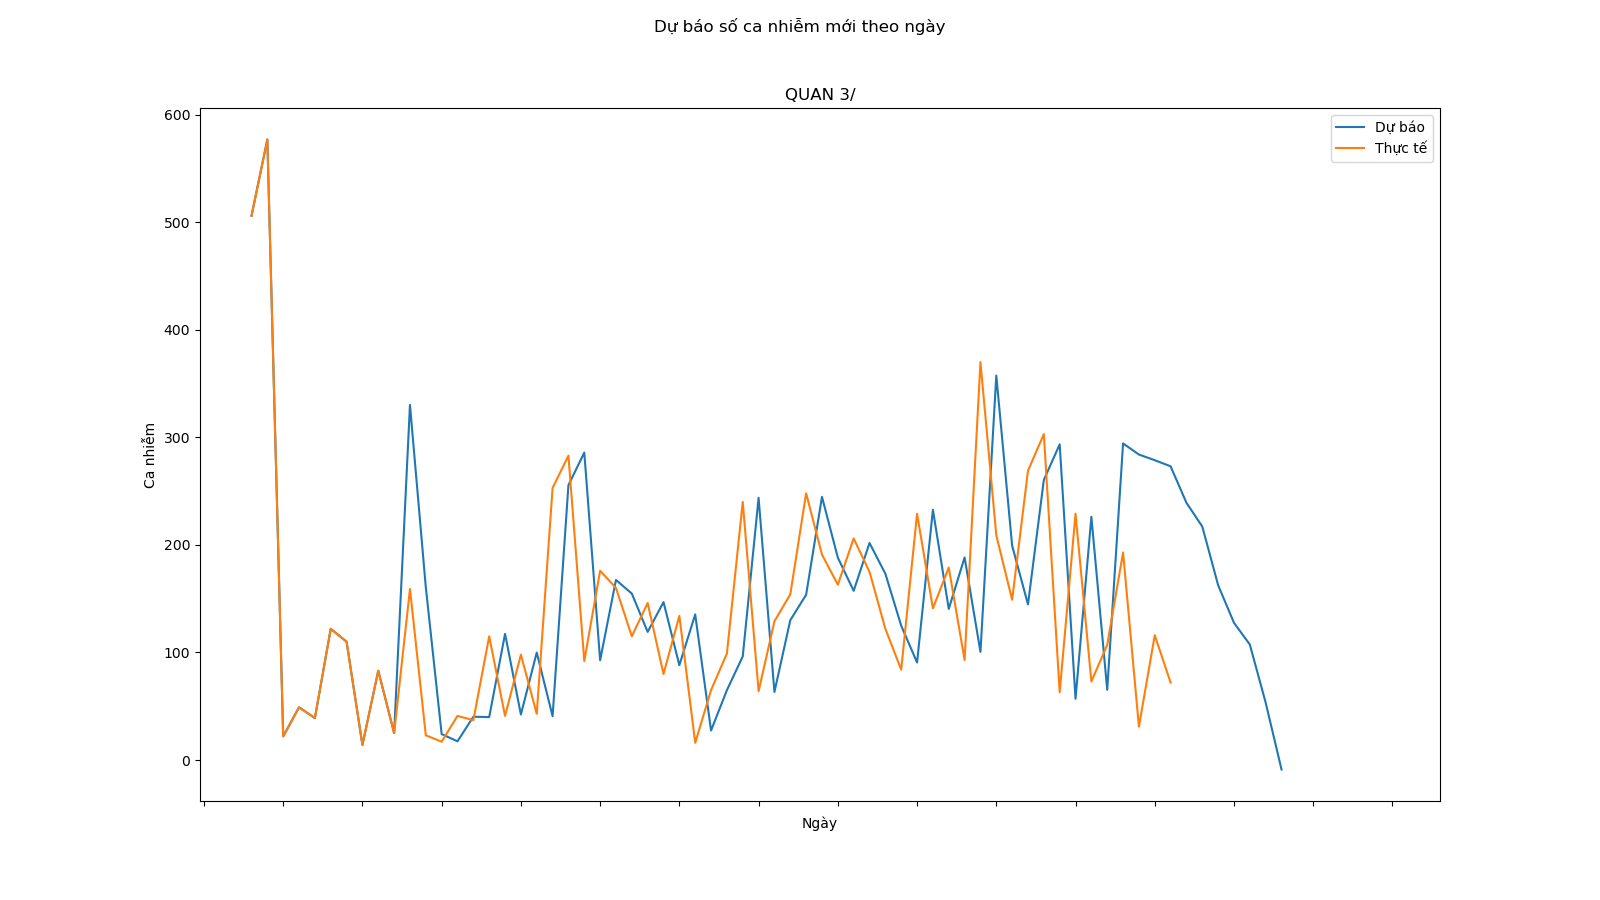 Dự báo số ca nhiễm mới theo ngày
QUAN 3/
Dự báo
Thực tế
600
500
400
300
200
100
0
Ca nhiễm
Ngày